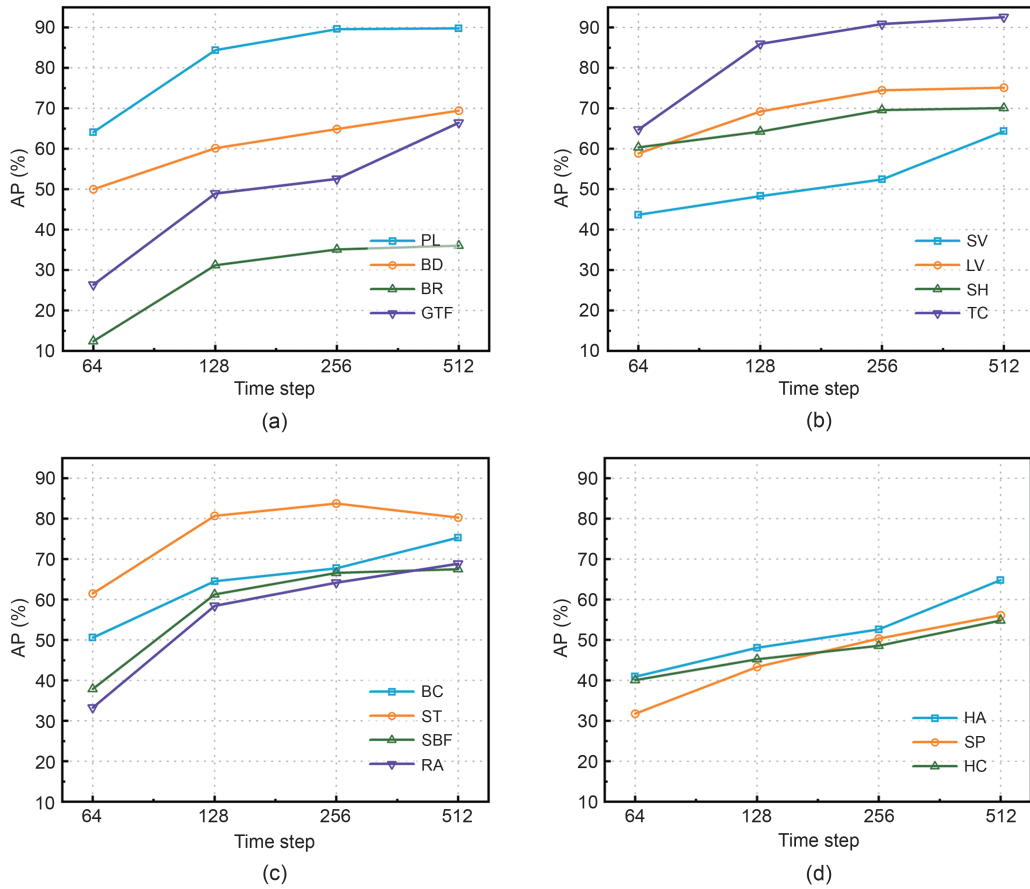 90
80
70
60
50
40
30
20
10
AP (%)
PL
BD
BR
GTF
64 128 256 512
Time step
(a)
90
80
70
60
50
40
30
20
10
AP (%)
SV
LV
SH
TC
64 128 256 512
Time step
(b)
90
80
70
60
50
40
30
20
10
AP (%)
BC
ST
SBF
RA
64 128 256 512
Time step
(c)
90
80
70
60
50
40
30
20
10
AP (%)
HA
SP
HC
64 128 256 512
Time step
(d)